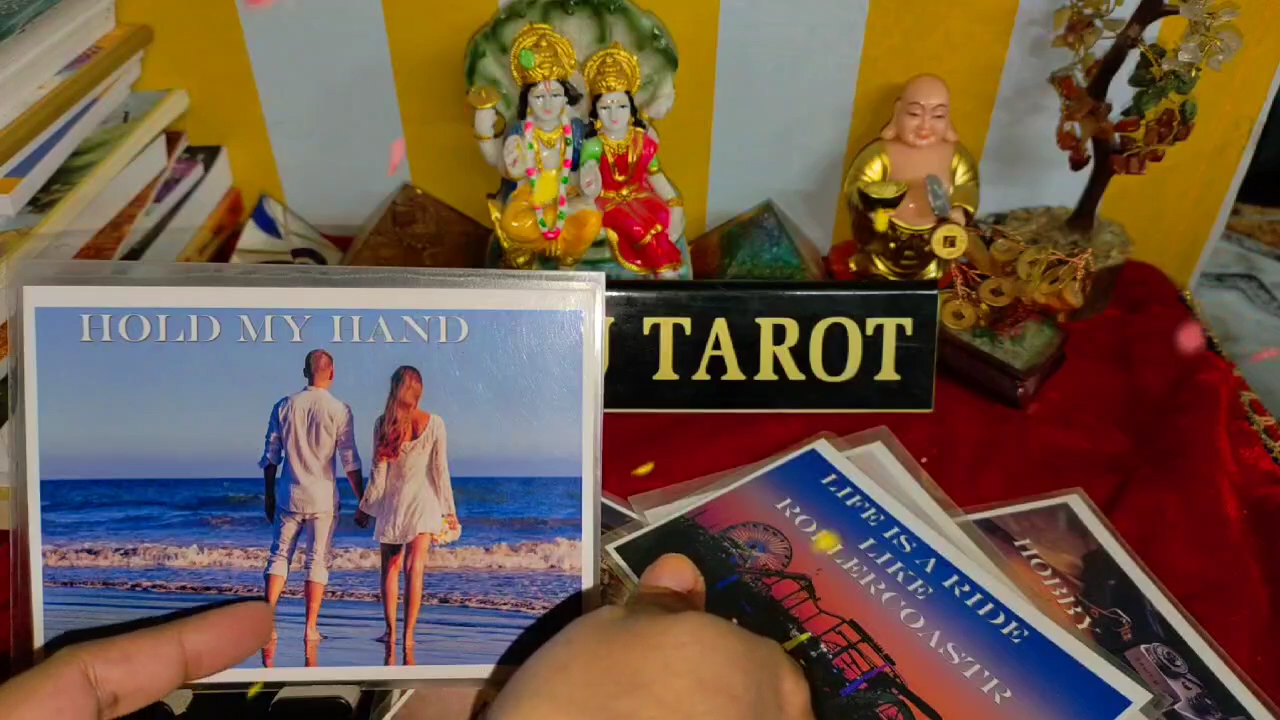 HOLD MY HAND
TAROT
LIFE IS A RIDE
LIKE
ROLLERCOASTR
HOBBY